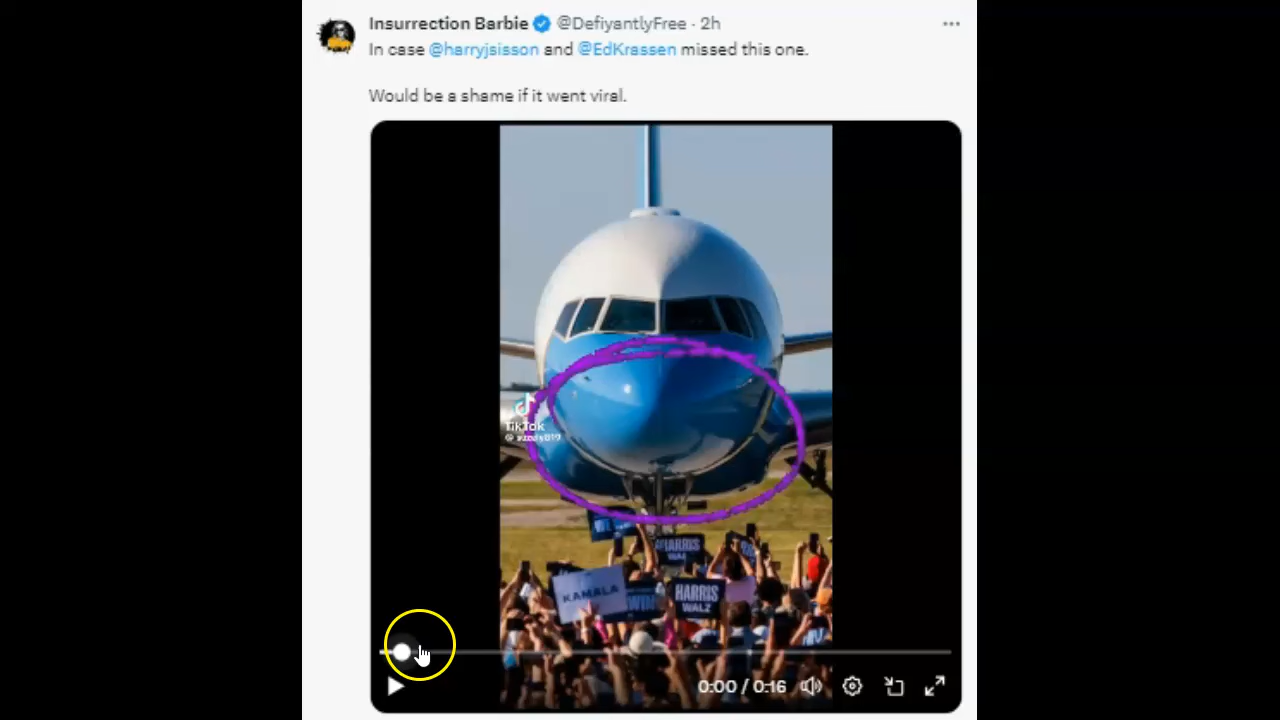 Insurrection Barbie @DefiyantlyFree · 2h
In case @harryjsisson and @EdKrassen missed this one.
Would be a shame if it went viral.
TikTok
HARRIS
WALZ
KAMALA
WIN
HARRIS
WALZ
0:00 / 0:16